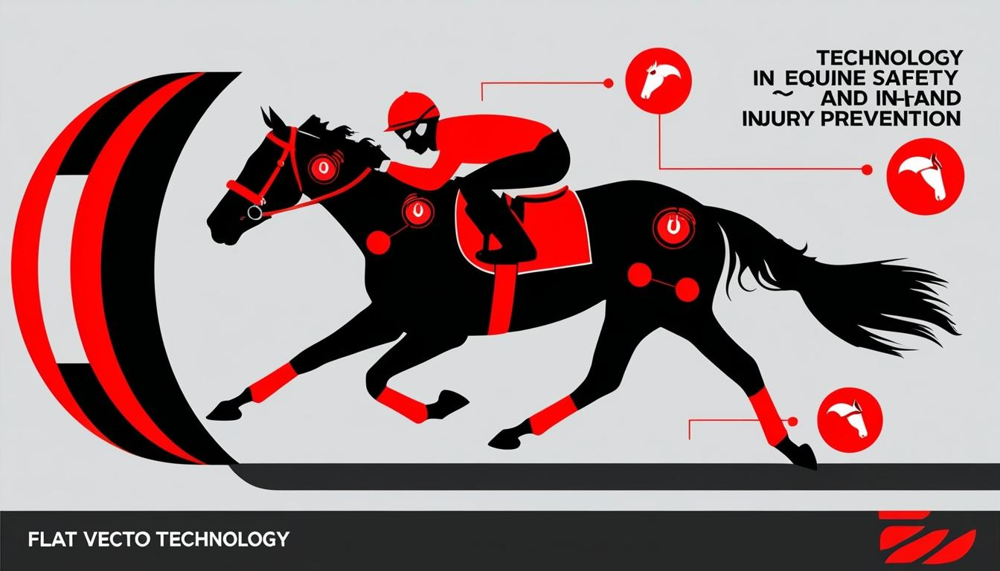 TECHNOLOGY
IN EQUINE SAFETY
AND IN-HAND
INJURY PREVENTION
FLAT VECTO TECHNOLOGY